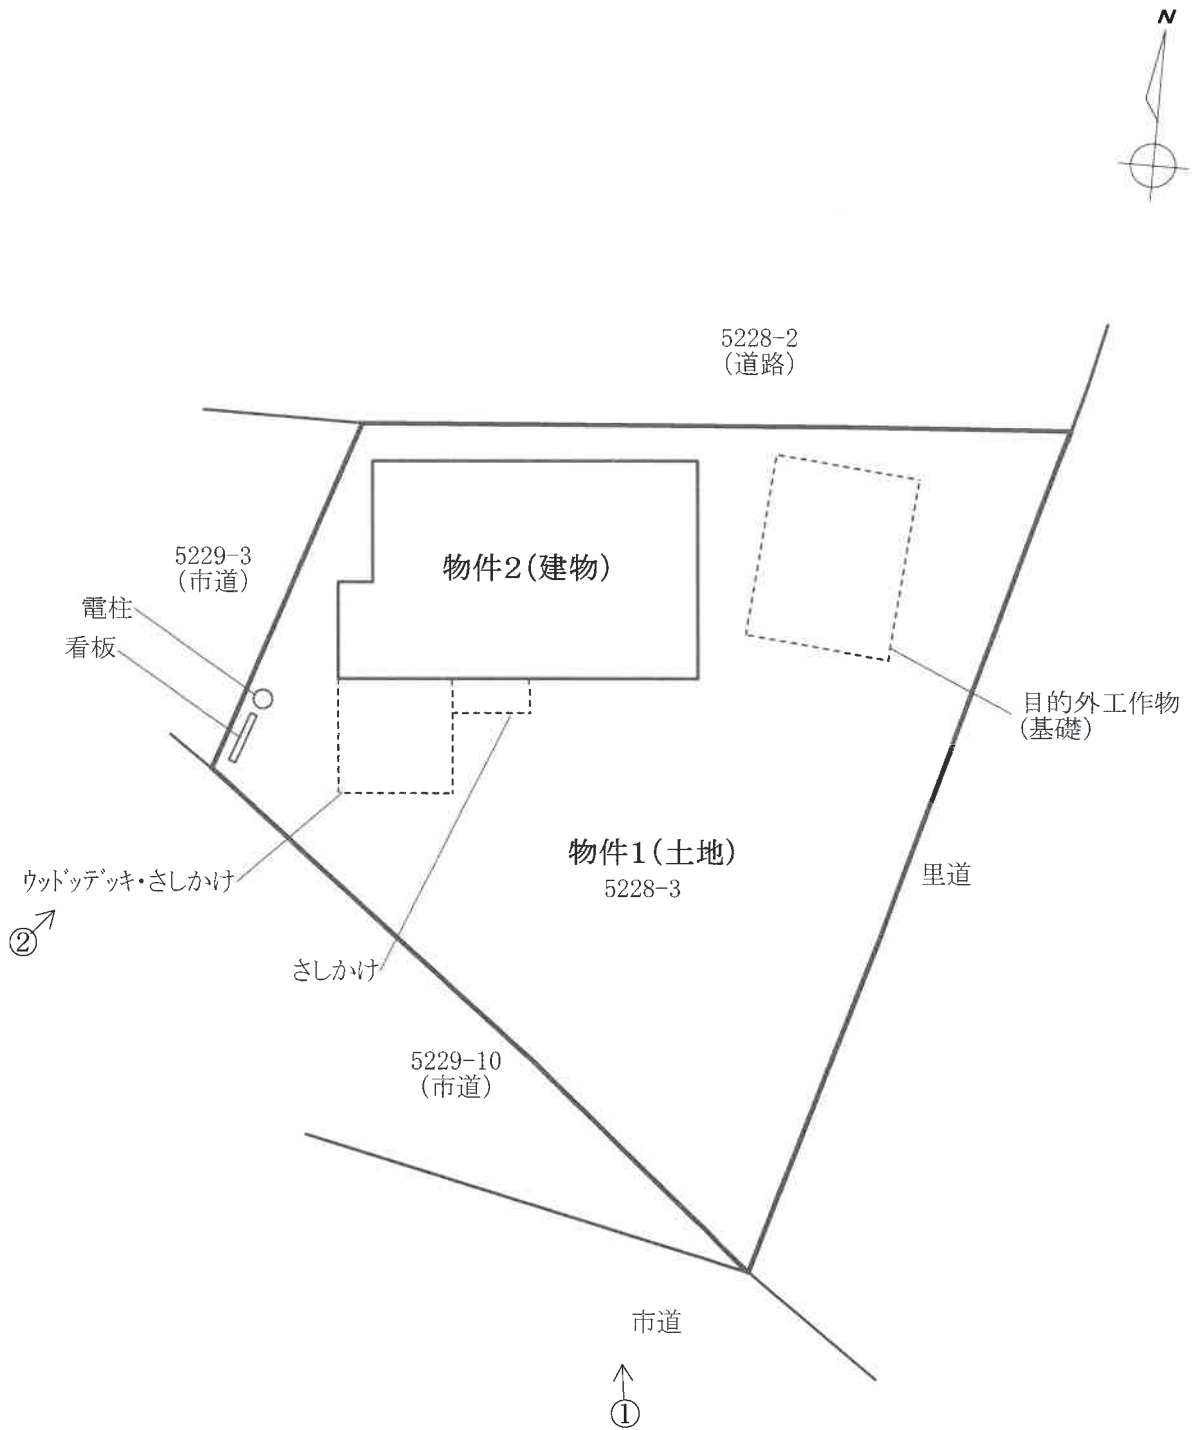 N
5228-2
(道路)
5229-3
(市道)
物件2(建物)
電柱
看板
目的外工作物
(基礎)
物件1(土地)
5228-3
ウッドッデッキ・さしかけ
里道
②
さしかけ
5229-10
(市道)
市道
①